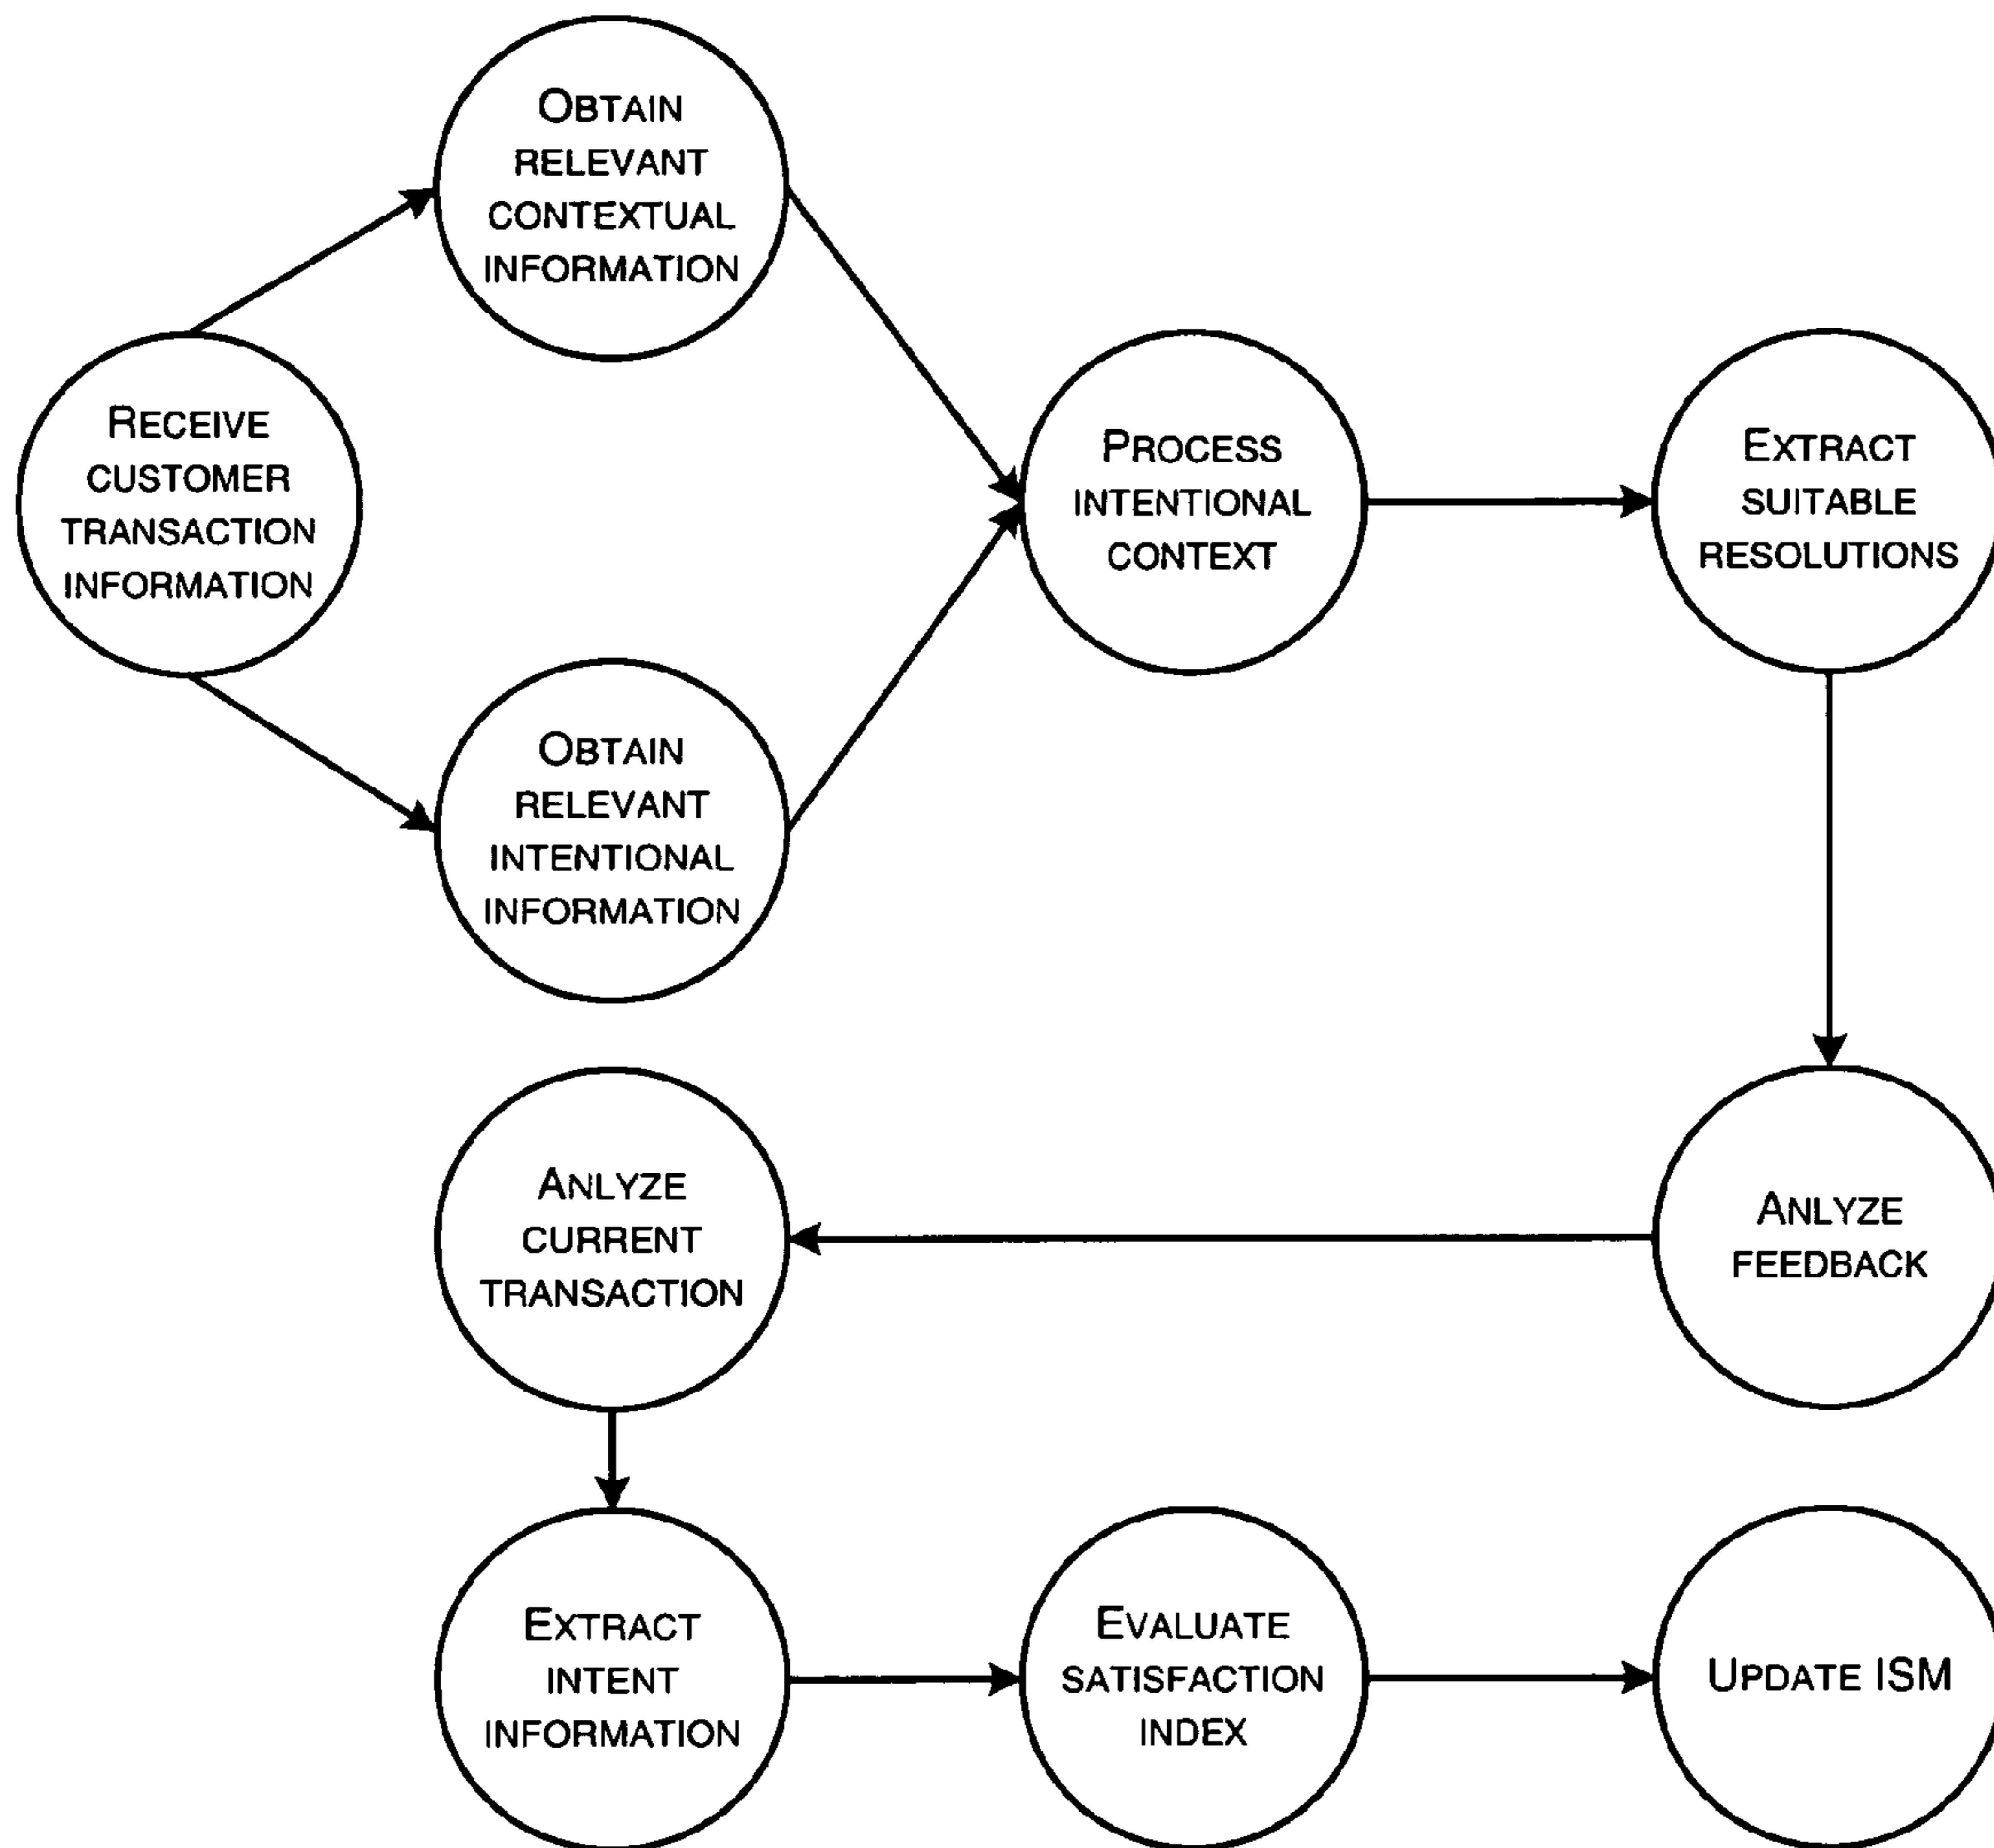 RECEIVE
CUSTOMER
TRANSACTION
INFORMATION
OBTAIN
RELEVANT
CONTEXTUAL
INFORMATION
OBTAIN
RELEVANT
INTENTIONAL
INFORMATION
PROCESS
INTENTIONAL
CONTEXT
EXTRACT
SUITABLE
RESOLUTIONS
ANLYZE
FEEDBACK
ANLYZE
CURRENT
TRANSACTION
EXTRACT
INTENT
INFORMATION
EVALUATE
SATISFACTION
INDEX
UPDATE ISM